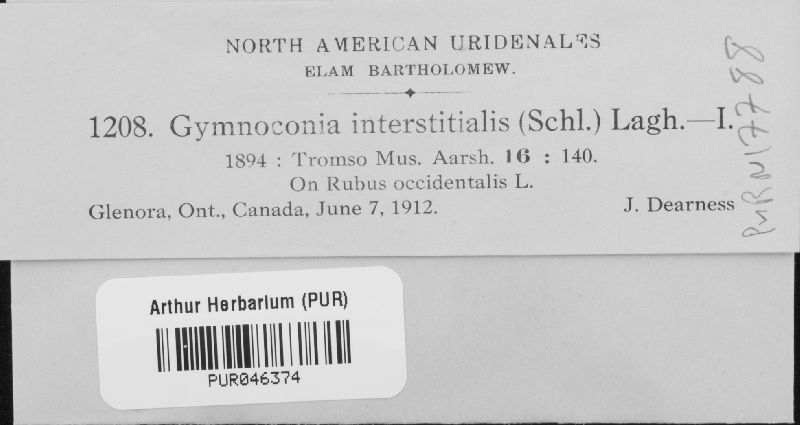 NORTH AMERICAN URIDENALES
ELAM BARTHOLOMEW.
1208. Gymnoconia interstitialis (Schl.) Lagh.—I.
1894 : Tromso Mus. Aarsh. 16 : 140.
On Rubus occidentalis L.
Glenora, Ont., Canada, June 7, 1912. J. Dearness
PUR N17788
Arthur Herbarium (PUR)
PUR046374